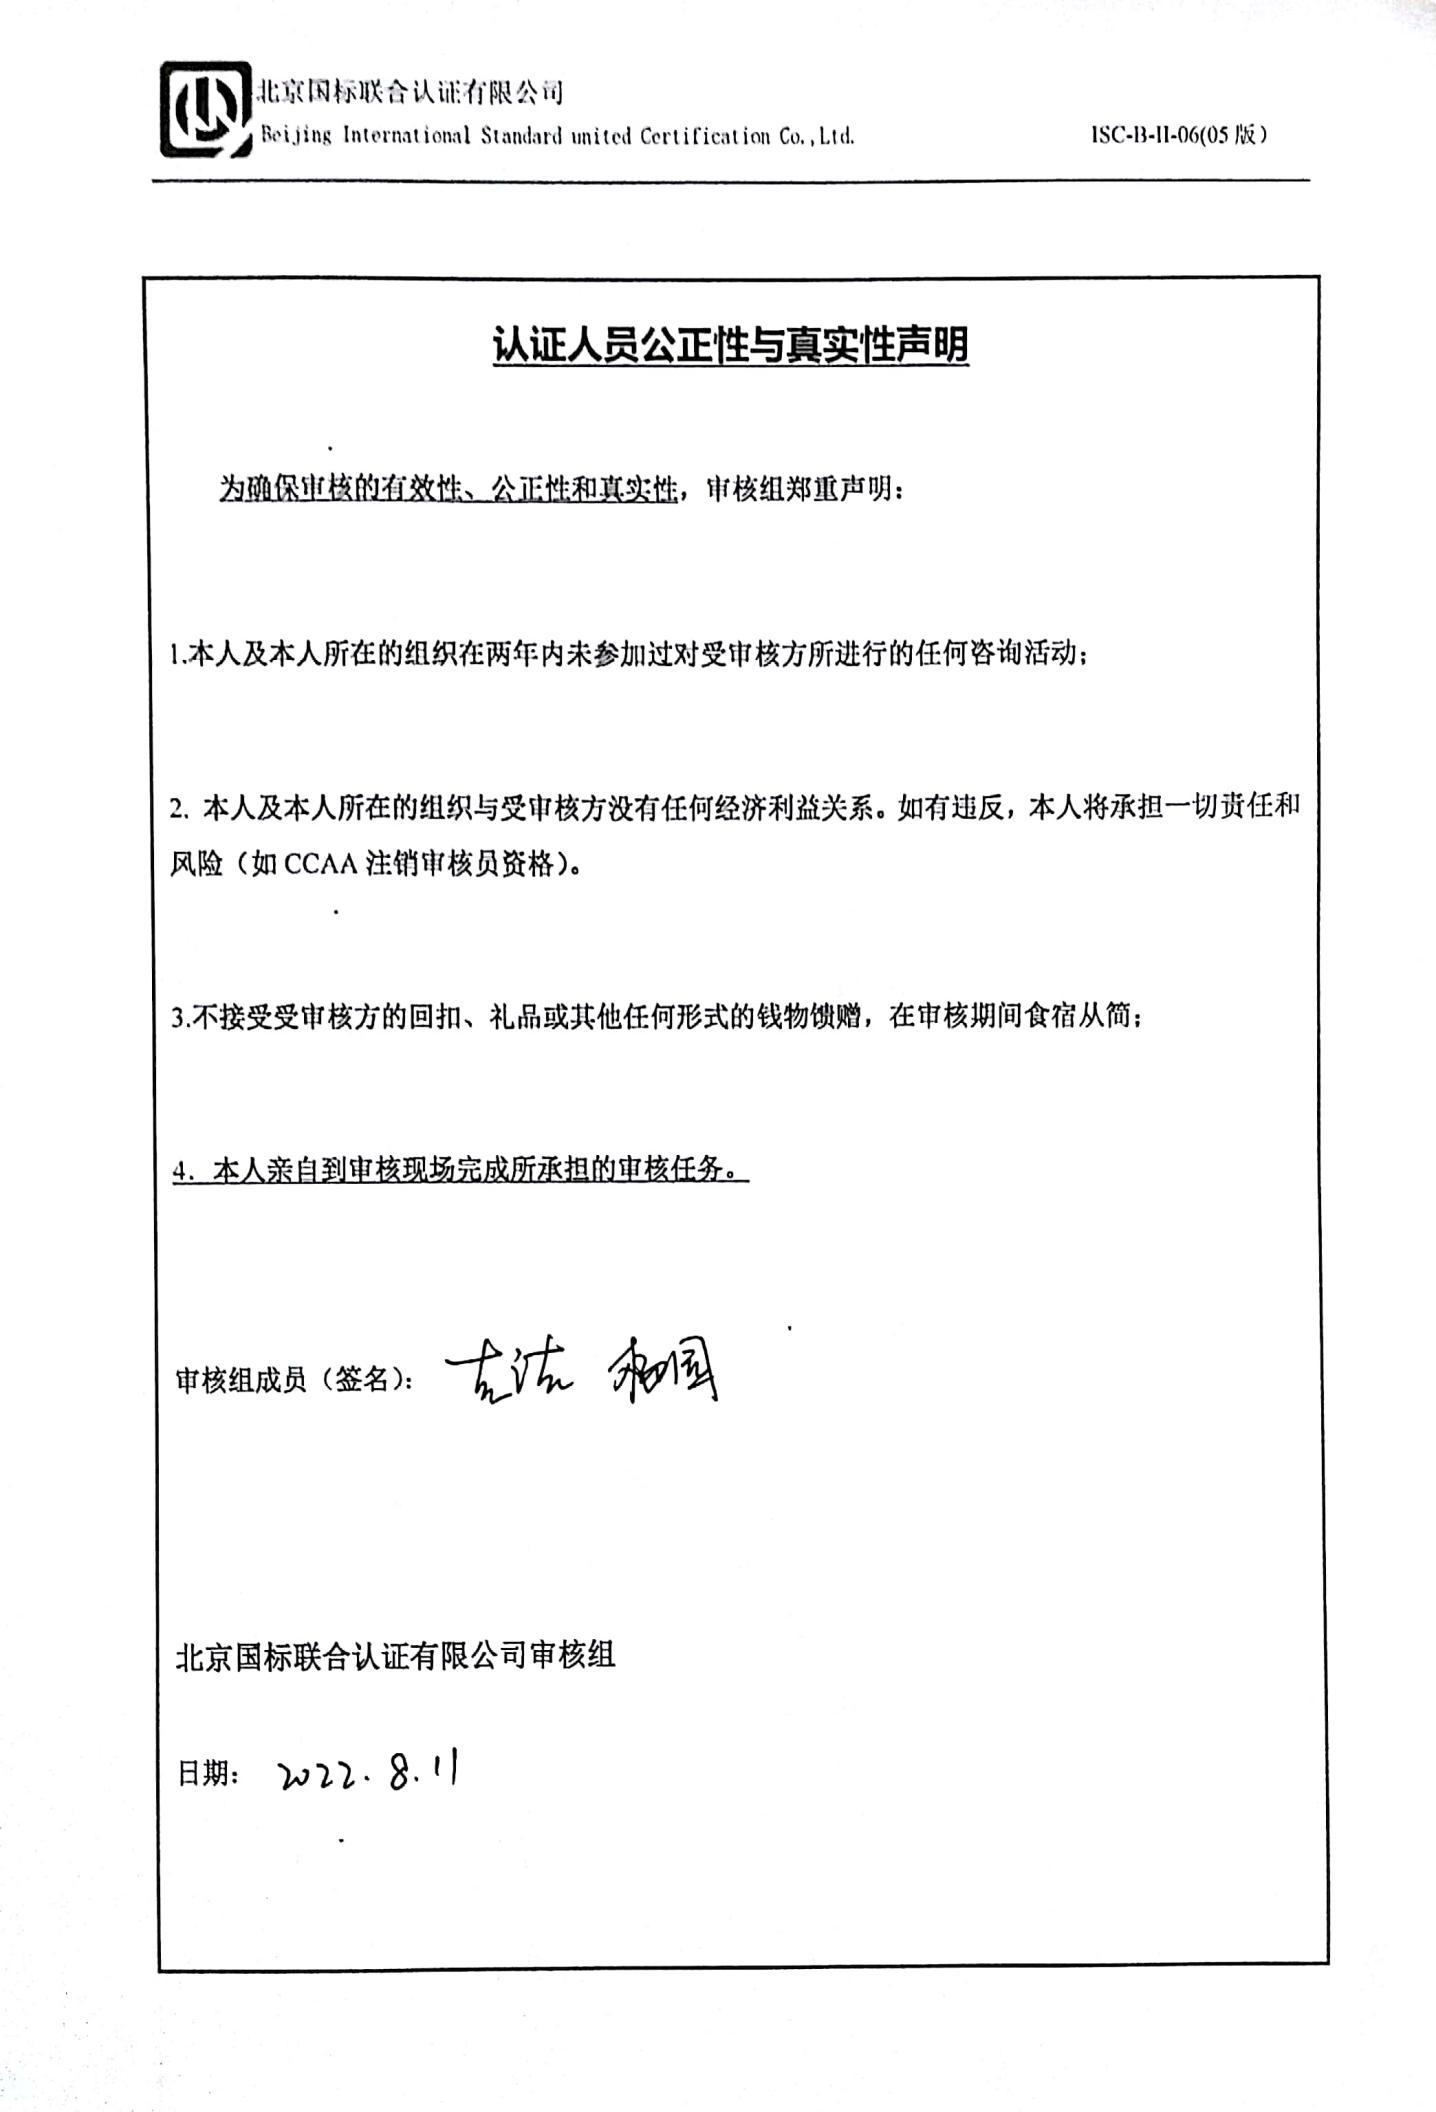 北京国标联合认证有限公司
Beijing International Standard united Certification Co.,Ltd.
ISC-B-II-06(05版)
认证人员公正性与真实性声明
为确保审核的有效性、公正性和真实性，审核组郑重声明：
1.本人及本人所在的组织在两年内未参加过对受审核方所进行的任何咨询活动；
2. 本人及本人所在的组织与受审核方没有任何经济利益关系。如有违反，本人将承担一切责任和
风险（如 CCAA 注销审核员资格）。
3.不接受受审核方的回扣、礼品或其他任何形式的钱物馈赠，在审核期间食宿从简；
4. 本人亲自到审核现场完成所承担的审核任务。
审核组成员（签名）：
北京国标联合认证有限公司审核组
日期： 2022.8.11